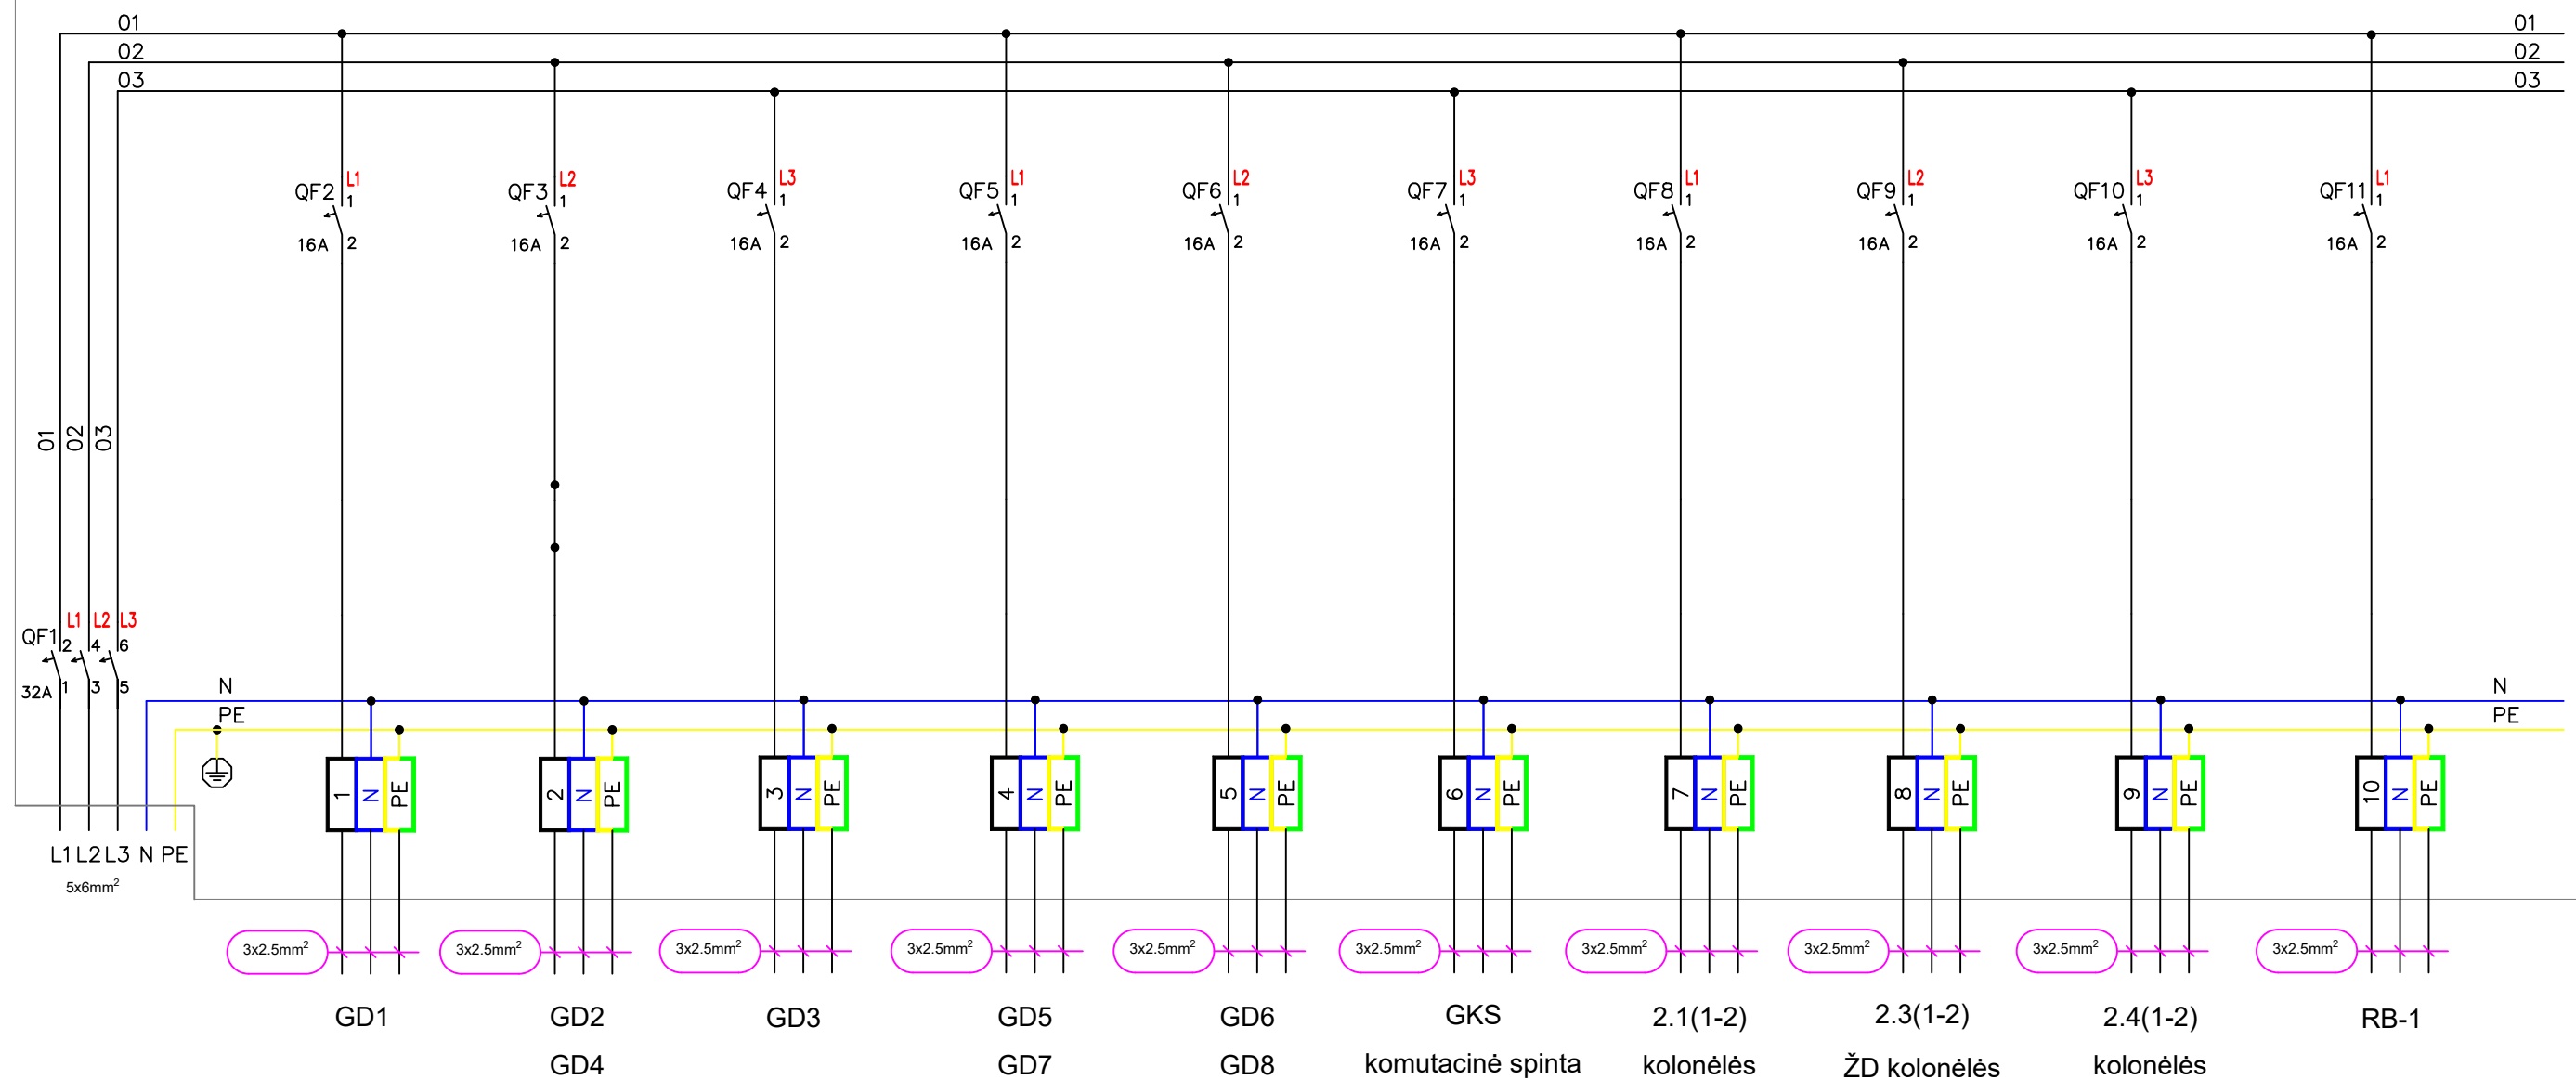 01 01
02 02
03 03
L1 L2 L3 L1 L2 L3 L1 L2 L3 L1
QF2 1 QF3 1 QF4 1 QF5 1 QF6 1 QF7 1 QF8 1 QF9 1 QF10 1 QF11 1
16A 2 16A 2 16A 2 16A 2 16A 2 16A 2 16A 2 16A 2 16A 2 16A 2
01 02 03
L1 L2 L3
QF1 2 4 6
32A 1 3 5
N N
PE PE
1 N PE 2 N PE 3 N PE 4 N PE 5 N PE 6 N PE 7 N PE 8 N PE 9 N PE 10 N PE
L1 L2 L3 N PE
5x6mm²
3x2.5mm² 3x2.5mm² 3x2.5mm² 3x2.5mm² 3x2.5mm² 3x2.5mm² 3x2.5mm² 3x2.5mm² 3x2.5mm² 3x2.5mm²
GD1 GD2 GD3 GD5 GD6 GKS 2.1(1-2) 2.3(1-2) 2.4(1-2) RB-1
GD4 GD7 GD8 komutacinė spinta kolonėlės ŽD kolonėlės kolonėlės